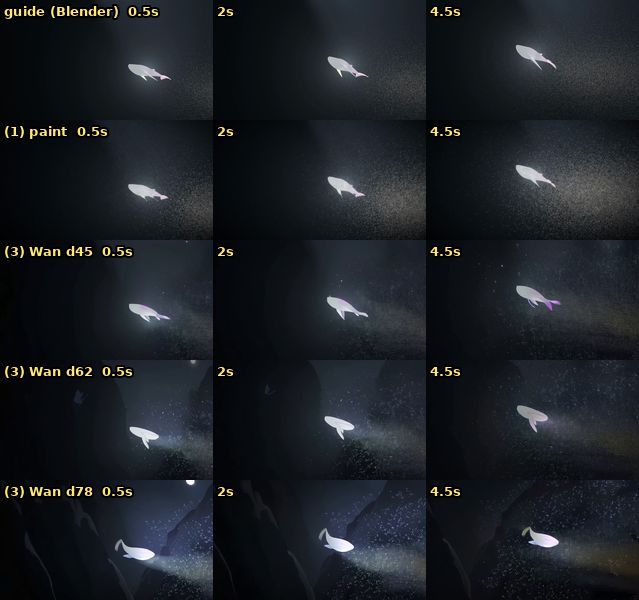 guide (Blender) 0.5s
2s
4.5s
(1) paint 0.5s
2s
4.5s
(3) Wan d45 0.5s
2s
4.5s
(3) Wan d62 0.5s
2s
4.5s
(3) Wan d78 0.5s
2s
4.5s